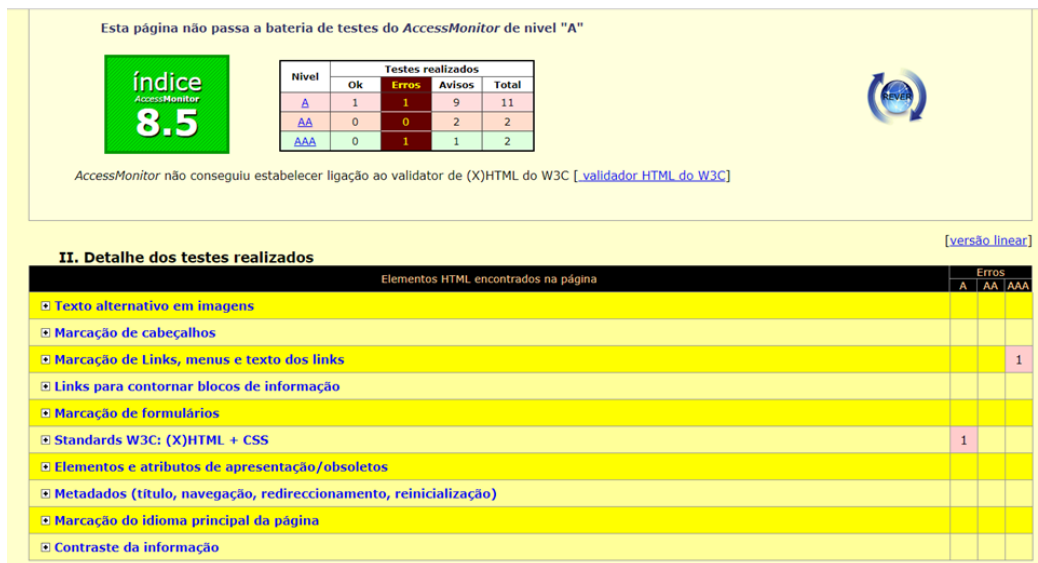 Esta página não passa a bateria de testes do AccessMonitor de nivel "A"
índice
AccessMonitor
8.5
Nivel Testes realizados
Ok Erros Avisos Total
A 1 1 9 11
AA 0 0 2 2
AAA 0 1 1 2
REVER
AccessMonitor não conseguiu estabelecer ligação ao validator de (X)HTML do W3C [ validador HTML do W3C]
[versão linear]
II. Detalhe dos testes realizados
Elementos HTML encontrados na página Erros
A AA AAA
Texto alternativo em imagens
Marcação de cabeçalhos
Marcação de Links, menus e texto dos links 1
Links para contornar blocos de informação
Marcação de formulários
Standards W3C: (X)HTML + CSS 1
Elementos e atributos de apresentação/obsoletos
Metadados (título, navegação, redireccionamento, reinicialização)
Marcação do idioma principal da página
Contraste da informação